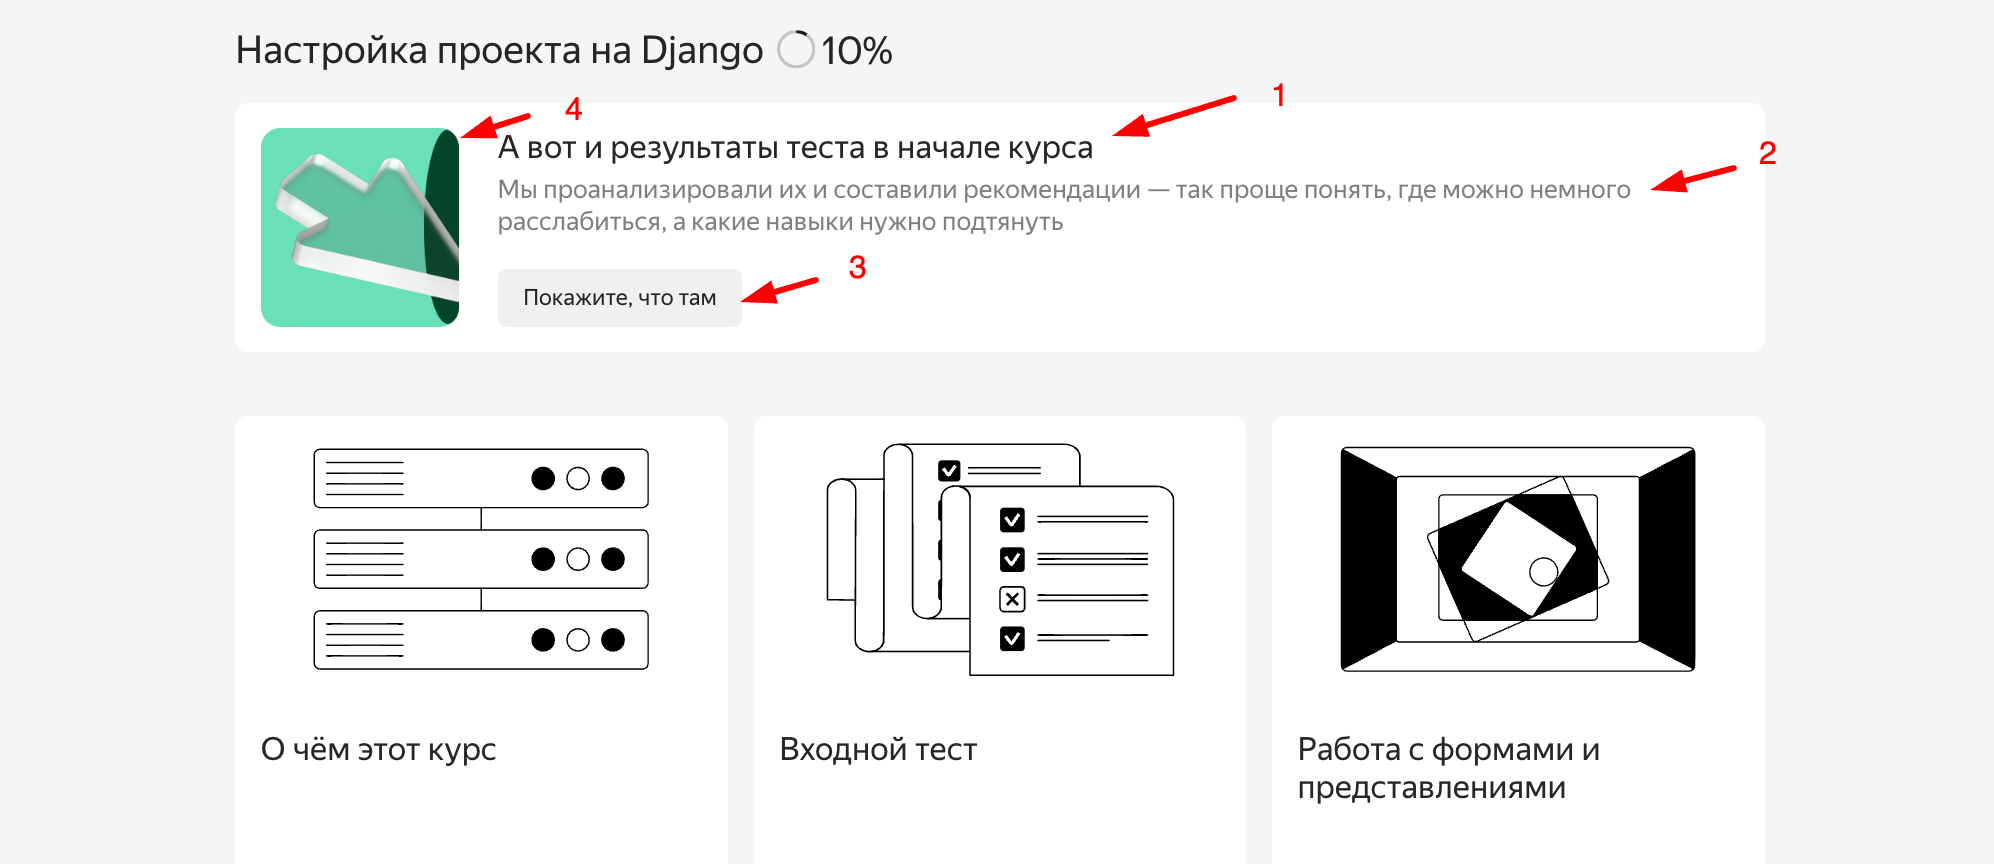 Настройка проекта на Django 10%
4
1
А вот и результаты теста в начале курса
2
Мы проанализировали их и составили рекомендации — так проще понять, где можно немного
расслабиться, а какие навыки нужно подтянуть
3
Покажите, что там
О чём этот курс
Входной тест
Работа с формами и
представлениями